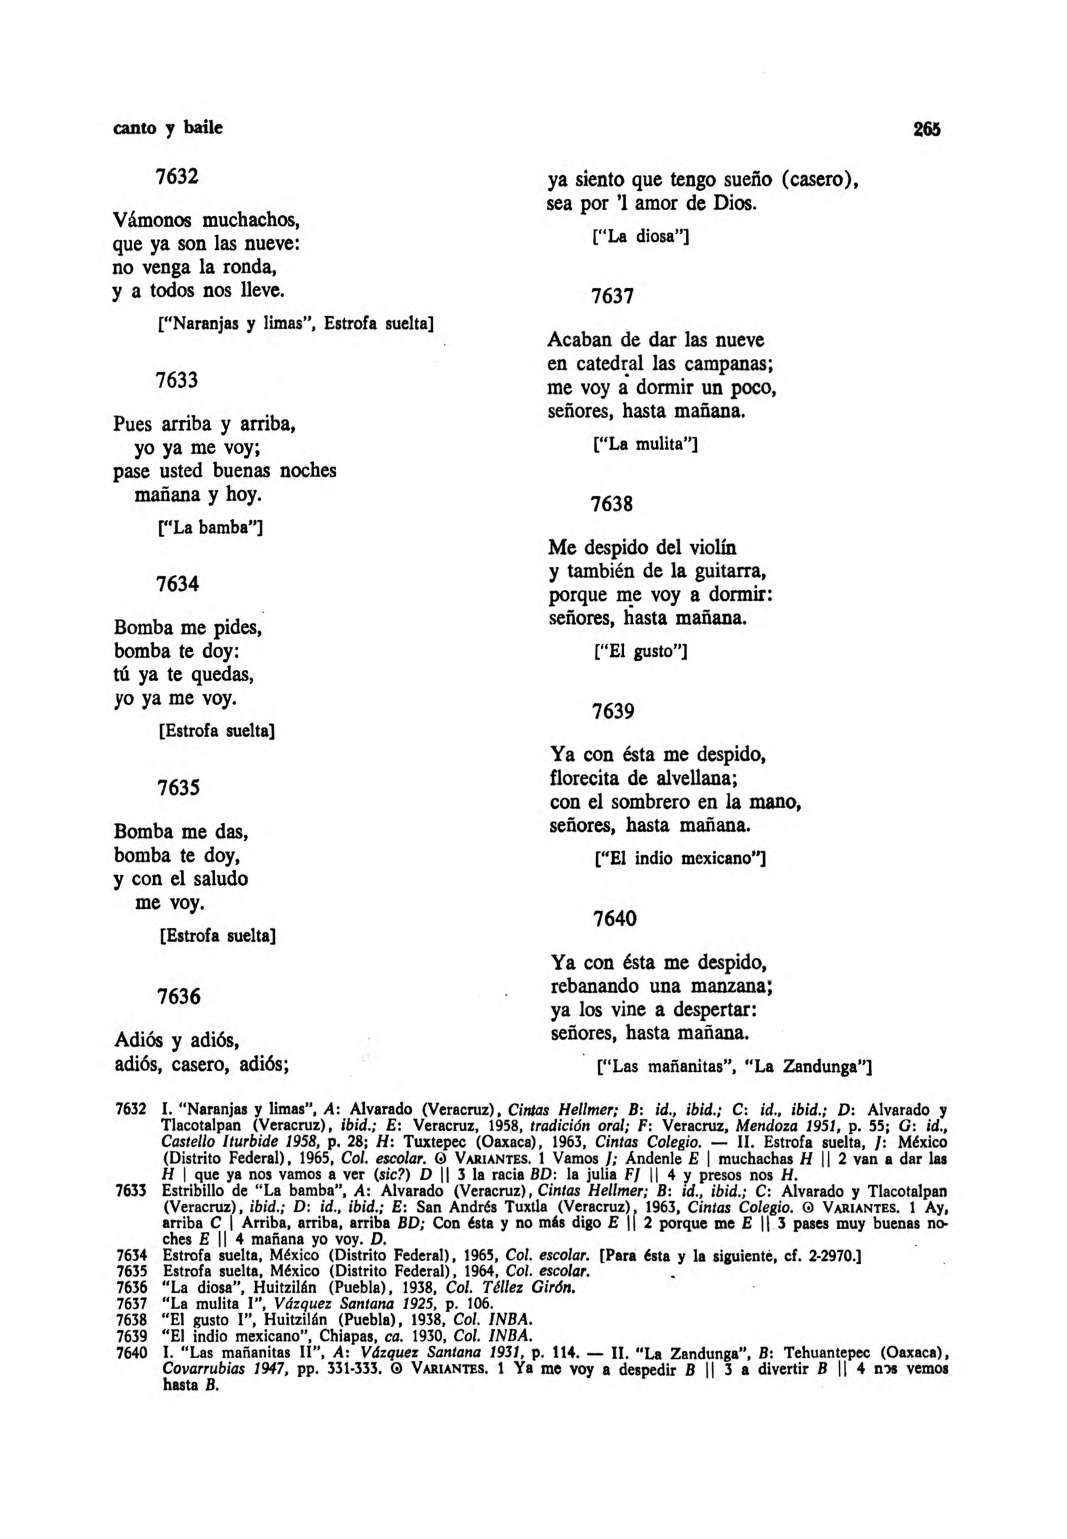 canto y baile 265
7632
Vámonos muchachos,
que ya son las nueve:
no venga la ronda,
y a todos nos lleve.
["Naranjas y limas", Estrofa suelta]
7633
Pues arriba y arriba,
yo ya me voy;
pase usted buenas noches
mañana y hoy.
["La bamba"]
7634
Bomba me pides,
bomba te doy:
tú ya te quedas,
yo ya me voy.
[Estrofa suelta]
7635
Bomba me das,
bomba te doy,
y con el saludo
me voy.
[Estrofa suelta]
7636
Adiós y adiós,
adiós, casero, adiós;
ya siento que tengo sueño (casero),
sea por 'l amor de Dios.
["La diosa"]
7637
Acaban de dar las nueve
en catedral las campanas;
me voy a dormir un poco,
señores, hasta mañana.
["La mulita"]
7638
Me despido del violín
y también de la guitarra,
porque me voy a dormir:
señores, hasta mañana.
["El gusto"]
7639
Ya con ésta me despido,
florecita de alvellana;
con el sombrero en la mano,
señores, hasta mañana.
["El indio mexicano"]
7640
Ya con ésta me despido,
rebanando una manzana;
ya los vine a despertar:
señores, hasta mañana.
["Las mañanitas", "La Zandunga"]
7632 I. "Naranjas y limas", A: Alvarado (Veracruz), Cintas Hellmer; B: id., ibid.; C: id., ibid.; D: Alvarado y
Tlacotalpan (Veracruz), ibid.; E: Veracruz, 1958, tradición oral; F: Veracruz, Mendoza 1951, p. 55; G: id.,
Castello Iturbide 1958, p. 28; H: Tuxtepec (Oaxaca), 1963, Cintas Colegio. — II. Estrofa suelta, J: México
(Distrito Federal), 1965, Col. escolar. ⊙ VARIANTES. 1 Vamos J; Ándenle E | muchachas H || 2 van a dar las
H | que ya nos vamos a ver (sic?) D || 3 la racia BD: la julia FJ || 4 y presos nos H.
7633 Estribillo de "La bamba", A: Alvarado (Veracruz), Cintas Hellmer; B: id., ibid.; C: Alvarado y Tlacotalpan
(Veracruz), ibid.; D: id., ibid.; E: San Andrés Tuxtla (Veracruz), 1963, Cintas Colegio. ⊙ VARIANTES. 1 Ay,
arriba C | Arriba, arriba, arriba BD; Con ésta y no más digo E || 2 porque me E || 3 pases muy buenas no-
ches E || 4 mañana yo voy. D.
7634 Estrofa suelta, México (Distrito Federal), 1965, Col. escolar. [Para ésta y la siguiente, cf. 2-2970.]
7635 Estrofa suelta, México (Distrito Federal), 1964, Col. escolar.
7636 "La diosa", Huitzilán (Puebla), 1938, Col. Téllez Girón.
7637 "La mulita I", Vázquez Santana 1925, p. 106.
7638 "El gusto I", Huitzilán (Puebla), 1938, Col. INBA.
7639 "El indio mexicano", Chiapas, ca. 1930, Col. INBA.
7640 I. "Las mañanitas II", A: Vázquez Santana 1931, p. 114. — II. "La Zandunga", B: Tehuantepec (Oaxaca),
Covarrubias 1947, pp. 331-333. ⊙ VARIANTES. 1 Ya me voy a despedir B || 3 a divertir B || 4 nos vemos
hasta B.